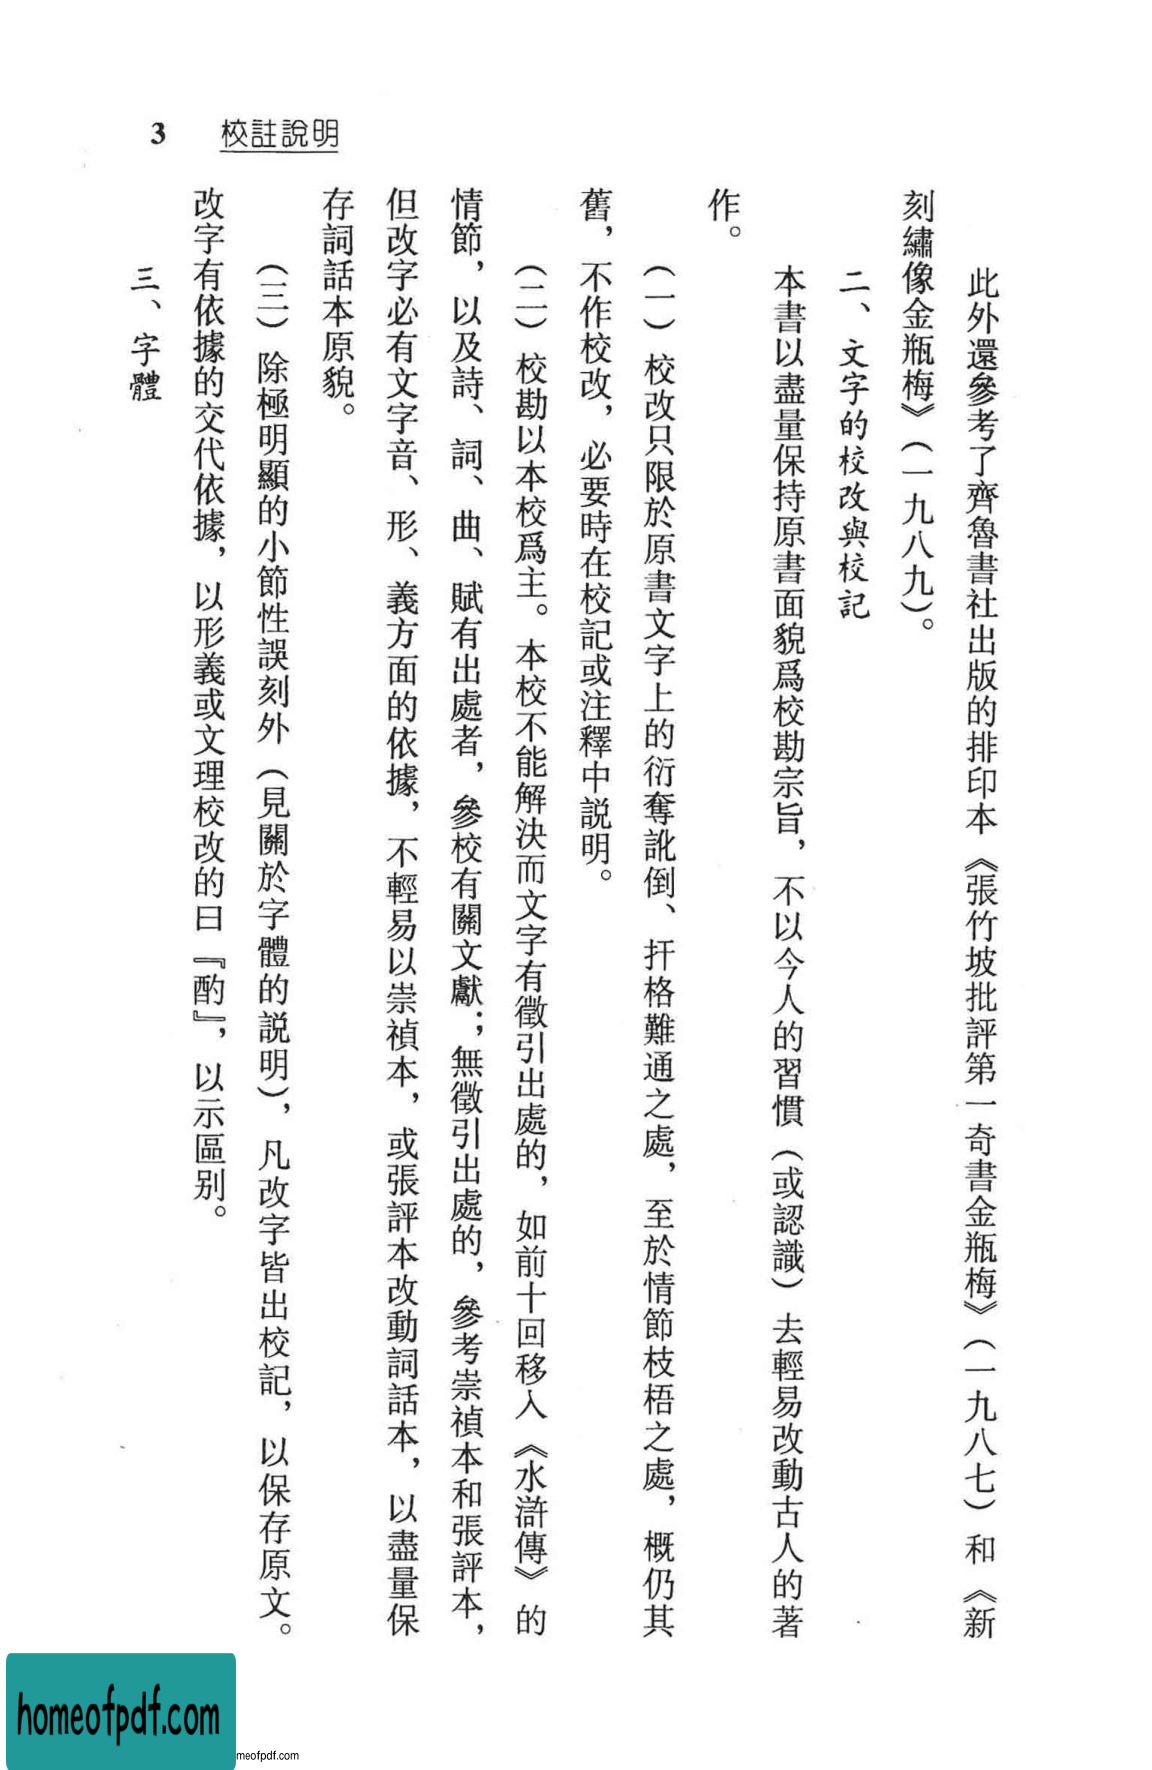 3 校註說明
此外還參考了齊魯書社出版的排印本《張竹坡批評第一奇書金瓶梅》（一九八七）和《新
刻繡像金瓶梅》（一九八九）。
二、文字的校改與校記
本書以盡量保持原書面貌爲校勘宗旨，不以今人的習慣（或認識）去輕易改動古人的著
作。
（一）校改只限於原書文字上的衍奪訛倒、扞格難通之處，至於情節枝梧之處，概仍其
舊，不作校改，必要時在校記或注釋中説明。
（二）校勘以本校爲主。本校不能解決而文字有徵引出處的，如前十回移入《水滸傳》的
情節，以及詩、詞、曲、賦有出處者，參校有關文獻；無徵引出處的，參考崇禎本和張評本，
但改字必有文字音、形、義方面的依據，不輕易以崇禎本，或張評本改動詞話本，以盡量保
存詞話本原貌。
（三）除極明顯的小節性誤刻外（見關於字體的説明），凡改字皆出校記，以保存原文。
改字有依據的交代依據，以形義或文理校改的曰『酌』，以示區别。
三、字體
homeofpdf.com
meofpdf.com